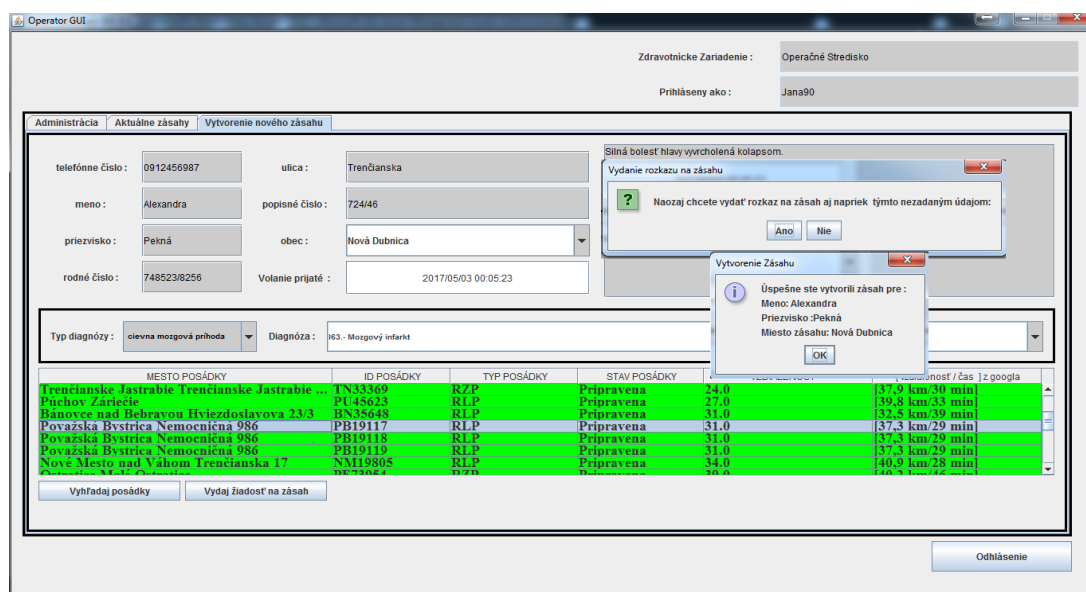 Operator GUI
Zdravotnícke Zariadenie :
Operačné Stredisko
Prihláseny ako :
Jana90
Administrácia
Aktuálne zásahy
Vytvorenie nového zásahu
telefónne číslo :
0912456987
ulica :
Trenčianska
meno :
Alexandra
popisné číslo :
724/46
priezvisko :
Pekná
obec :
Nová Dubnica
rodné číslo :
748523/8256
Volanie prijaté :
2017/05/03 00:05:23
Silná bolesť hlavy vyvrcholená kolapsom.
Vydanie rozkazu na zásahu
Naozaj chcete vydať rozkaz na zásah aj napriek týmto nezadaným údajom:
Ano
Nie
Vytvorenie Zásahu
Úspešne ste vytvorili zásah pre :
Meno: Alexandra
Priezvisko :Pekná
Miesto zásahu: Nová Dubnica
OK
Typ diagnózy :
cievna mozgová príhoda
Diagnóza :
I63.- Mozgový infarkt
MESTO POSÁDKY ID POSÁDKY TYP POSÁDKY STAV POSÁDKY / čas ] z googla
Trenčianske Jastrabie Trenčianske Jastrabie ... TN33369 RZP Pripravena 24.0 [37,9 km/30 min]
Púchov Záriečie PU45623 RLP Pripravena 27.0 [39,8 km/33 min]
Bánovce nad Bebravou Hviezdoslavova 23/3 BN35648 RLP Pripravena 31.0 [32,5 km/39 min]
Považská Bystrica Nemocničná 986 PB19117 RLP Pripravena 31.0 [37,3 km/29 min]
Považská Bystrica Nemocničná 986 PB19118 RLP Pripravena 31.0 [37,3 km/29 min]
Považská Bystrica Nemocničná 986 PB19119 RLP Pripravena 31.0 [37,3 km/29 min]
Nové Mesto nad Váhom Trenčianska 17 NM19805 RLP Pripravena 34.0 [40,9 km/28 min]
Vyhľadaj posádky
Vydaj žiadosť na zásah
Odhlásenie